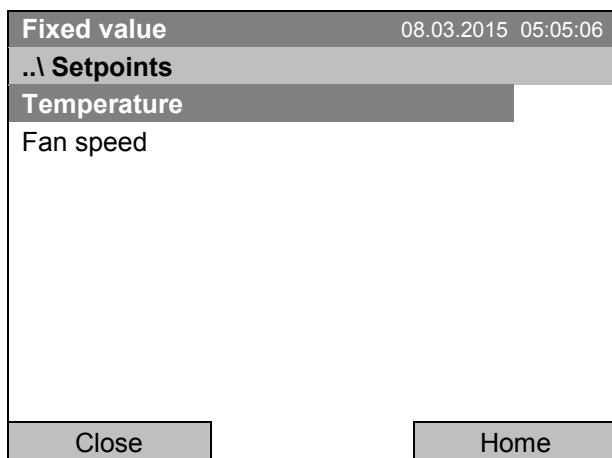 Fixed value 08.03.2015 05:05:06
..\ Setpoints
Temperature
Fan speed
Close Home